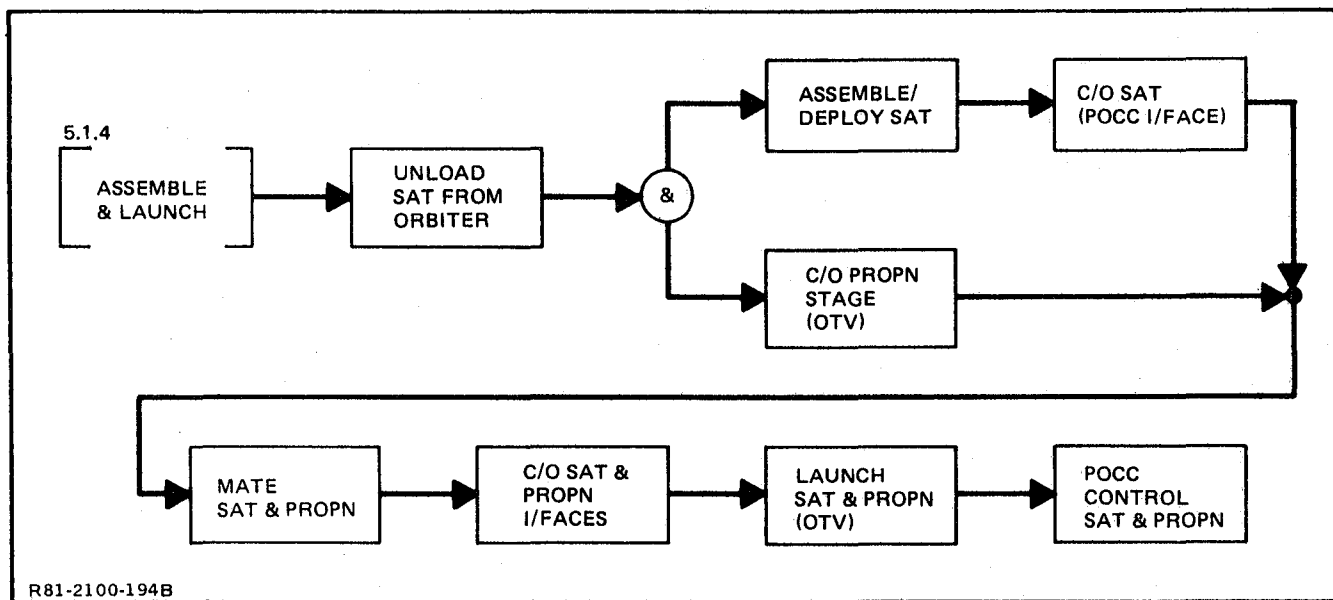 5.1.4
ASSEMBLE
& LAUNCH
UNLOAD
SAT FROM
ORBITER
&
ASSEMBLE/
DEPLOY SAT
C/O SAT
(POCC I/FACE)
C/O PROPN
STAGE
(OTV)
MATE
SAT & PROPN
C/O SAT &
PROPN
I/FACES
LAUNCH
SAT & PROPN
(OTV)
POCC
CONTROL
SAT & PROPN
R81-2100-194B